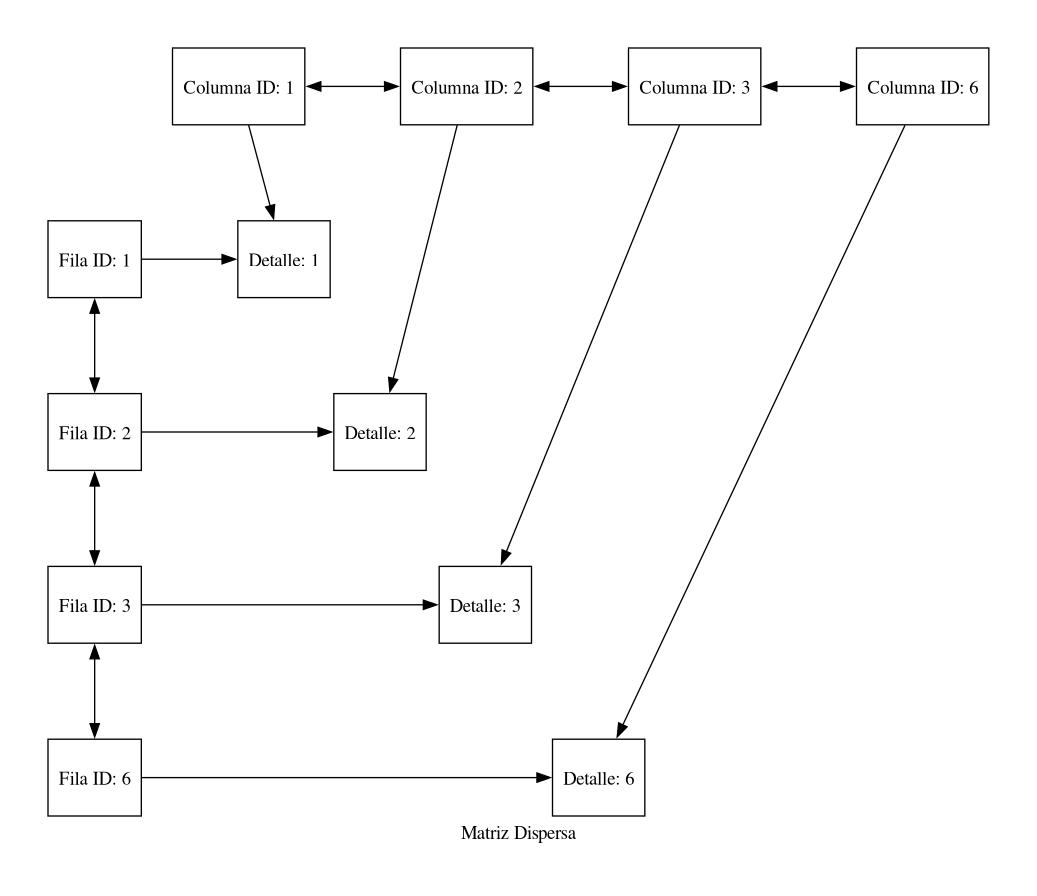 Columna ID: 1
Columna ID: 2
Columna ID: 3
Columna ID: 6
Fila ID: 1
Detalle: 1
Fila ID: 2
Detalle: 2
Fila ID: 3
Detalle: 3
Fila ID: 6
Detalle: 6
Matriz Dispersa